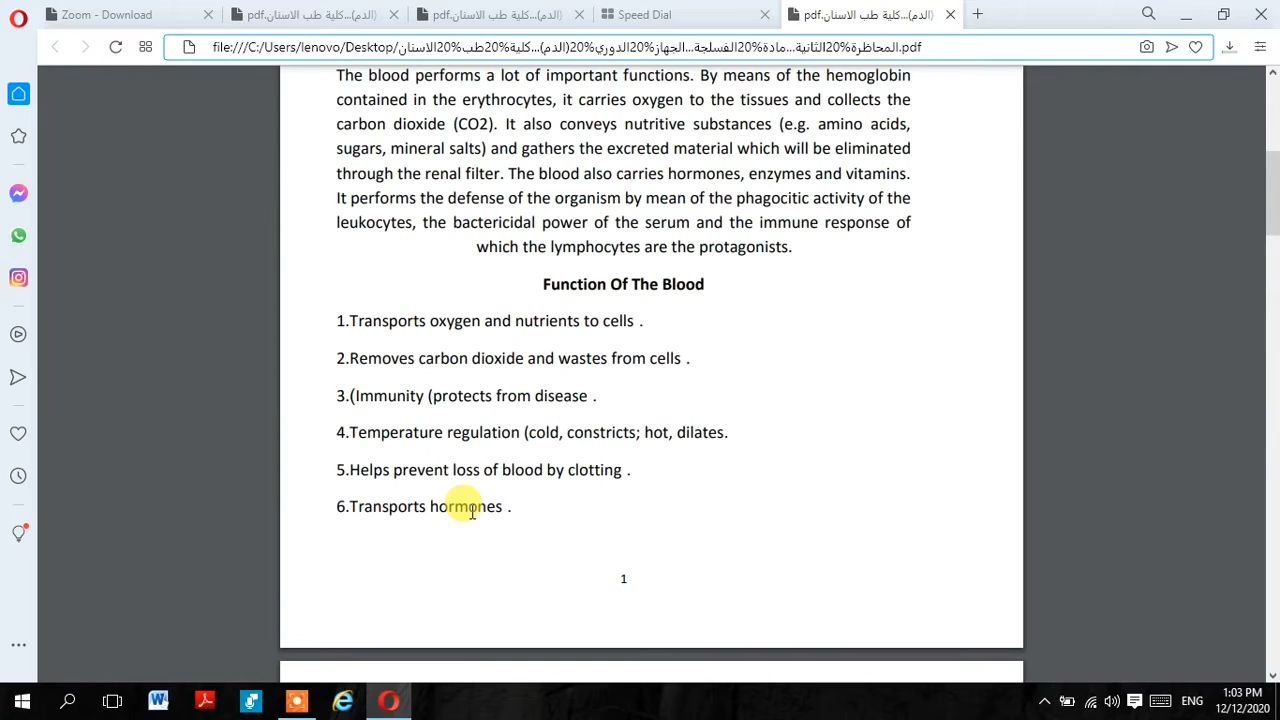 Zoom - Download
pdf.الدم)...كلية طب الاسنان)
pdf.الدم)...كلية طب الاسنان)
Speed Dial
pdf.الدم)...كلية طب الاسنان)
file:///C:/Users/lenovo/Desktop/المحاظرة%20الثانية...مادة%20الفسلجة...الجهاز%20الدوري%20(الدم)...كلية%20طب%20الاسنان.pdf
The blood performs a lot of important functions. By means of the hemoglobin
contained in the erythrocytes, it carries oxygen to the tissues and collects the
carbon dioxide (CO2). It also conveys nutritive substances (e.g. amino acids,
sugars, mineral salts) and gathers the excreted material which will be eliminated
through the renal filter. The blood also carries hormones, enzymes and vitamins.
It performs the defense of the organism by mean of the phagocitic activity of the
leukocytes, the bactericidal power of the serum and the immune response of
which the lymphocytes are the protagonists.
Function Of The Blood
1.Transports oxygen and nutrients to cells .
2.Removes carbon dioxide and wastes from cells .
3.(Immunity (protects from disease .
4.Temperature regulation (cold, constricts; hot, dilates.
5.Helps prevent loss of blood by clotting .
6.Transports hormones .
1
ENG
1:03 PM
12/12/2020